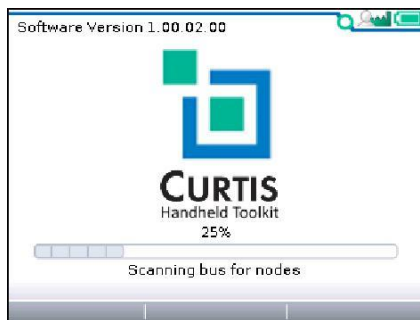 Software Version 1.00.02.00
CURTIS
Handheld Toolkit
25%
Scanning bus for nodes